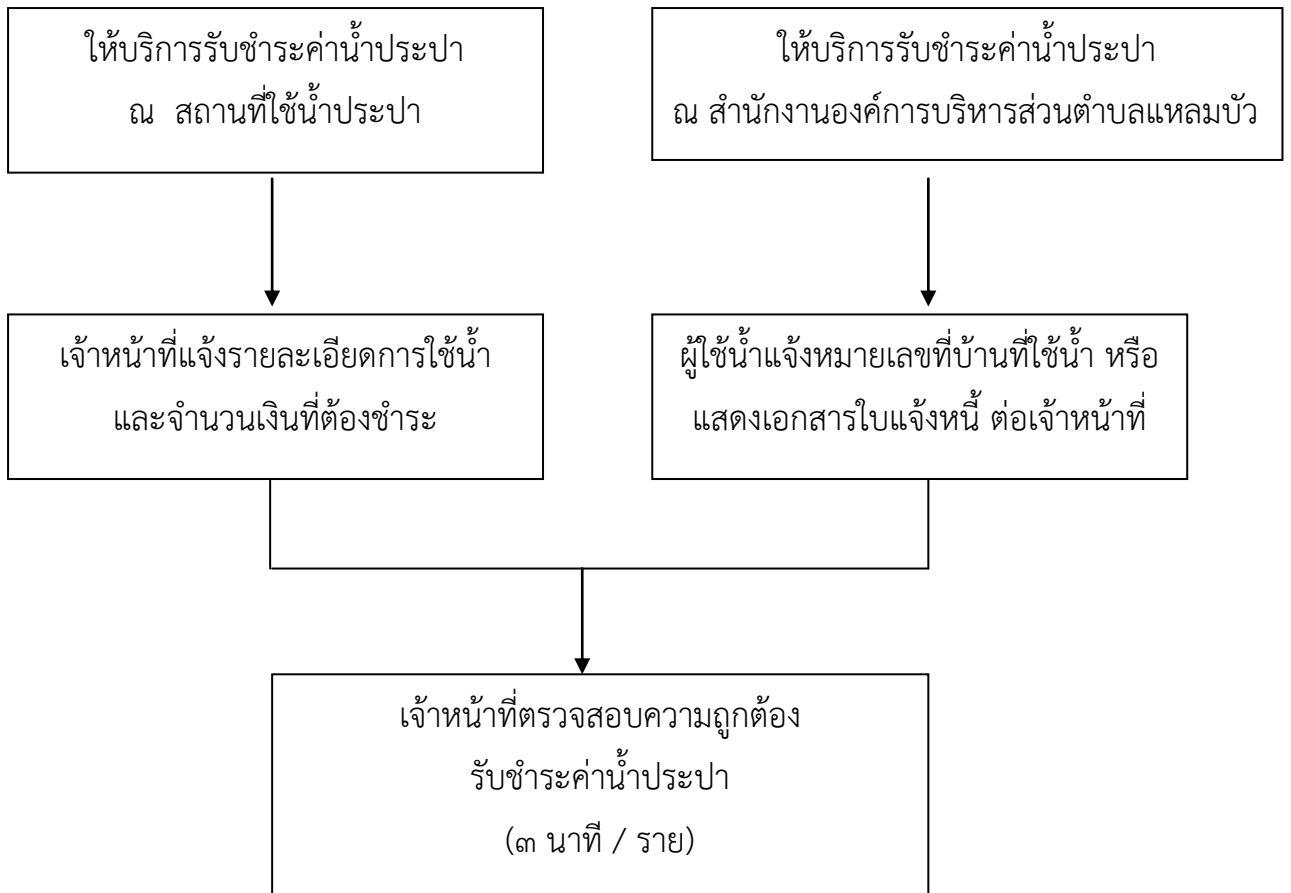 ให้บริการรับชำระค่าน้ำประปา
ณ สถานที่ใช้น้ำประปา
ให้บริการรับชำระค่าน้ำประปา
ณ สำนักงานองค์การบริหารส่วนตำบลแหลมบัว
เจ้าหน้าที่แจ้งรายละเอียดการใช้น้ำ
และจำนวนเงินที่ต้องชำระ
ผู้ใช้น้ำแจ้งหมายเลขที่บ้านที่ใช้น้ำ หรือ
แสดงเอกสารใบแจ้งหนี้ ต่อเจ้าหน้าที่
เจ้าหน้าที่ตรวจสอบความถูกต้อง
รับชำระค่าน้ำประปา
(๓ นาที / ราย)